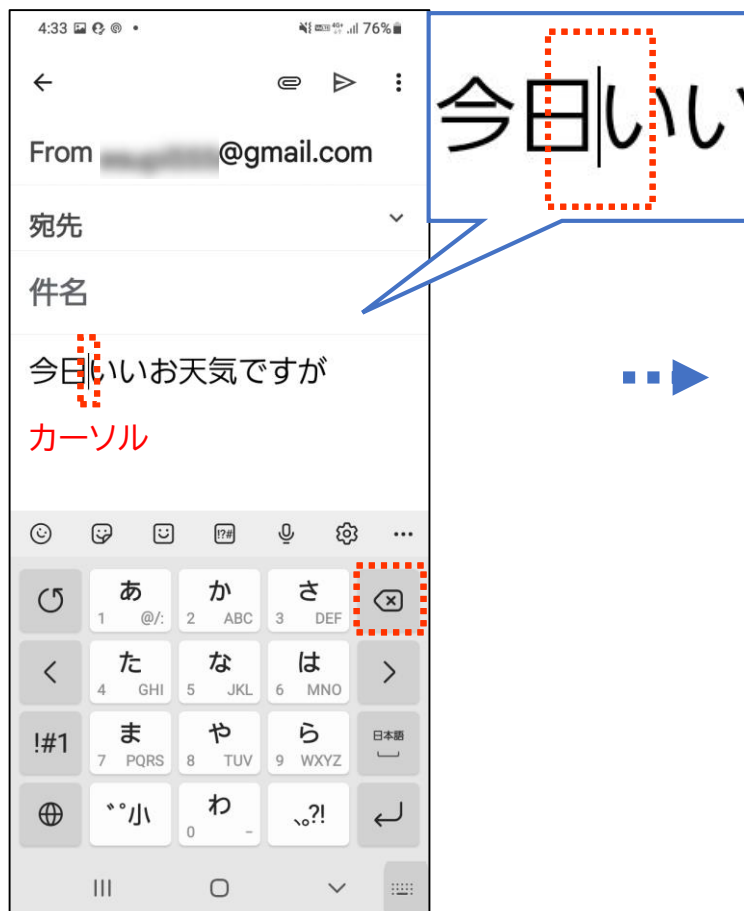 4:33 76%
今日いい
From @gmail.com
宛先
件名
今日いいお天気ですが
カーソル
!?#
あ か さ
1 @/: 2 ABC 3 DEF
た な は
4 GHI 5 JKL 6 MNO
!#1 ま や ら 日本語
7 PQRS 8 TUV 9 WXYZ
゛゜小 わ 、。?!
0 -